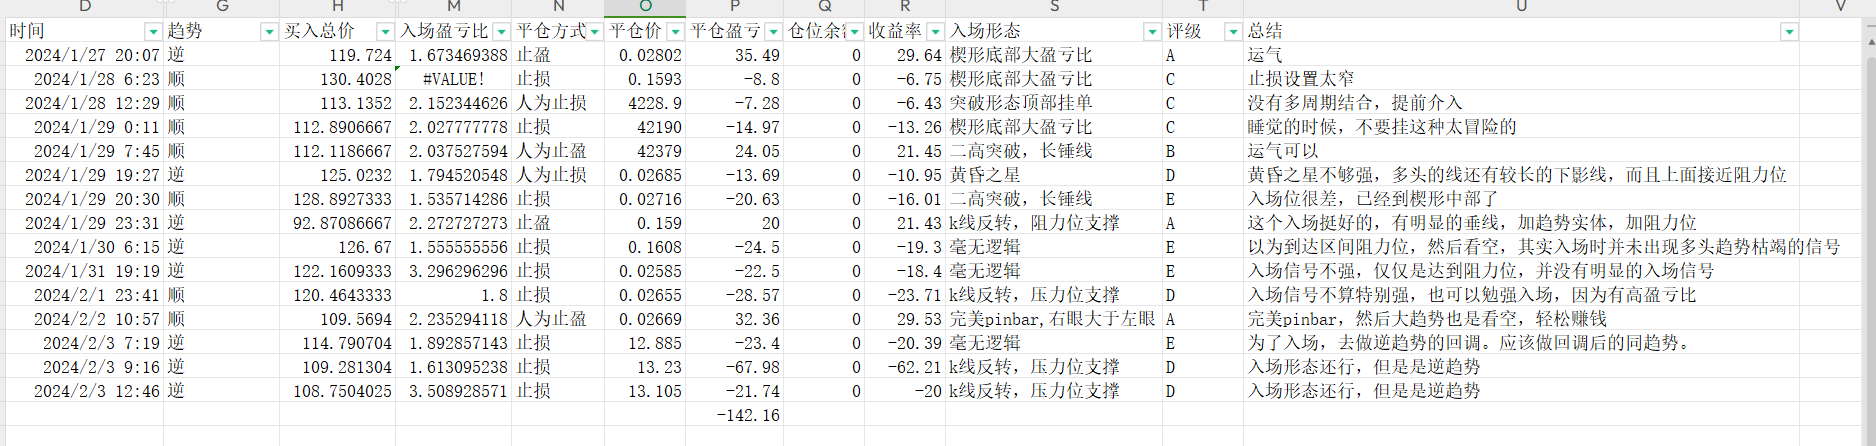 D G H M N O P Q R S T U V
时间 趋势 买入总价 入场盈亏比 平仓方式 平仓价 平仓盈亏 仓位余 收益率 入场形态 评级 总结
2024/1/27 20:07 逆 119.724 1.673469388 止盈 0.02802 35.49 0 29.64 楔形底部大盈亏比 A 运气
2024/1/28 6:23 顺 130.4028 #VALUE! 止损 0.1593 -8.8 0 -6.75 楔形底部大盈亏比 C 止损设置太窄
2024/1/28 12:29 顺 113.1352 2.152344626 人为止损 4228.9 -7.28 0 -6.43 突破形态顶部挂单 C 没有多周期结合，提前介入
2024/1/29 0:11 顺 112.8906667 2.027777778 止损 42190 -14.97 0 -13.26 楔形底部大盈亏比 C 睡觉的时候，不要挂这种太冒险的
2024/1/29 7:45 顺 112.1186667 2.037527594 人为止盈 42379 24.05 0 21.45 二高突破，长锤线 B 运气可以
2024/1/29 19:27 逆 125.0232 1.794520548 人为止损 0.02685 -13.69 0 -10.95 黄昏之星 D 黄昏之星不够强，多头的线还有较长的下影线，而且上面接近阻力位
2024/1/29 20:30 顺 128.8927333 1.535714286 止损 0.02716 -20.63 0 -16.01 二高突破，长锤线 E 入场位很差，已经到楔形中部了
2024/1/29 23:31 逆 92.87086667 2.272727273 止盈 0.159 20 0 21.43 k线反转，阻力位支撑 A 这个入场挺好的，有明显的垂线，加趋势实体，加阻力位
2024/1/30 6:15 逆 126.67 1.555555556 止损 0.1608 -24.5 0 -19.3 毫无逻辑 E 以为到达区间阻力位，然后看空，其实入场时并未出现多头趋势枯竭的信号
2024/1/31 19:19 逆 122.1609333 3.296296296 止损 0.02585 -22.5 0 -18.4 毫无逻辑 E 入场信号不强，仅仅是达到阻力位，并没有明显的入场信号
2024/2/1 23:41 顺 120.4643333 1.8 止损 0.02655 -28.57 0 -23.71 k线反转，压力位支撑 D 入场信号不算特别强，也可以勉强入场，因为有高盈亏比
2024/2/2 10:57 顺 109.5694 2.235294118 人为止盈 0.02669 32.36 0 29.53 完美pinbar,右眼大于左眼 A 完美pinbar，然后大趋势也是看空，轻松赚钱
2024/2/3 7:19 逆 114.790704 1.892857143 止损 12.885 -23.4 0 -20.39 毫无逻辑 E 为了入场，去做逆趋势的回调。应该做回调后的同趋势。
2024/2/3 9:16 逆 109.281304 1.613095238 止损 13.23 -67.98 0 -62.21 k线反转，压力位支撑 D 入场形态还行，但是是逆趋势
2024/2/3 12:46 逆 108.7504025 3.508928571 止损 13.105 -21.74 0 -20 k线反转，压力位支撑 D 入场形态还行，但是是逆趋势
-142.16